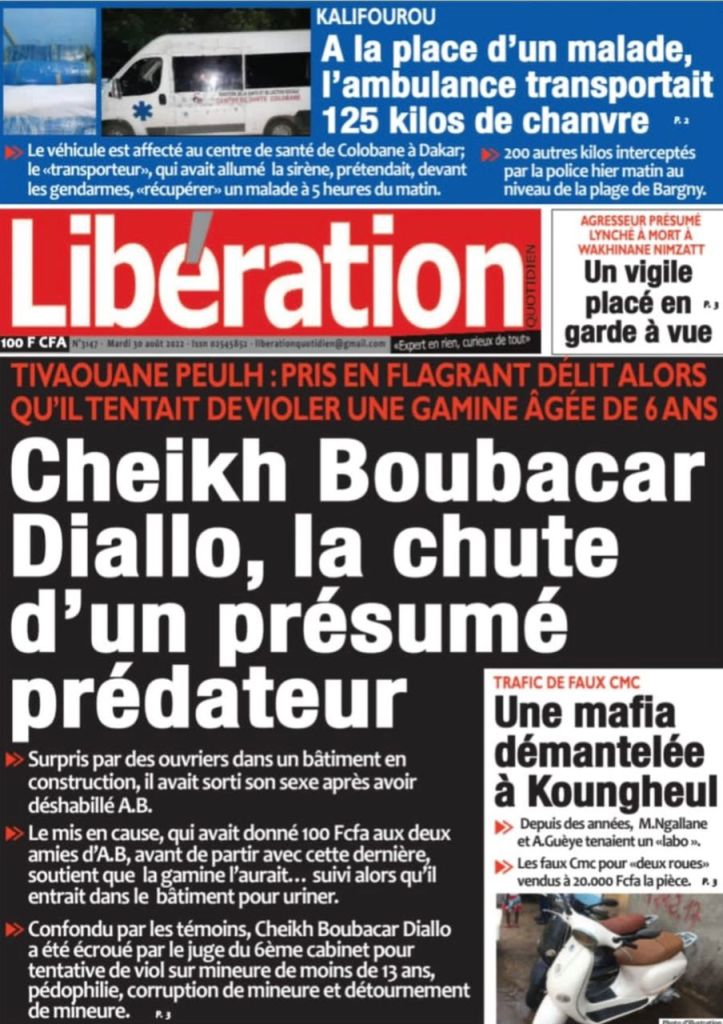 KALIFOUROU
A la place d'un malade,
l'ambulance transportait
125 kilos de chanvre P. 2
Le véhicule est affecté au centre de santé de Colobane à Dakar;
le «transporteur», qui avait allumé la sirène, prétendait, devant
les gendarmes, «récupérer» un malade à 5 heures du matin.
200 autres kilos interceptés
par la police hier matin au
niveau de la plage de Bargny.
Libération
QUOTIDIEN
100 F CFA N°3147 - Mardi 30 août 2022 - Issn 02545852 - liberationquotidien@gmail.com «Expert en rien, curieux de tout»
AGRESSEUR PRÉSUMÉ
LYNCHÉ À MORT À
WAKHINANE NIMZATT
Un vigile
placé en P. 3
garde à vue
TIVAOUANE PEULH : PRIS EN FLAGRANT DÉLIT ALORS
QU'IL TENTAIT DE VIOLER UNE GAMINE ÂGÉE DE 6 ANS
Cheikh Boubacar
Diallo, la chute
d'un présumé
prédateur
Surpris par des ouvriers dans un bâtiment en
construction, il avait sorti son sexe après avoir
déshabillé A.B.
Le mis en cause, qui avait donné 100 Fcfa aux deux
amies d'A.B, avant de partir avec cette dernière,
soutient que la gamine l'aurait... suivi alors qu'il
entrait dans le bâtiment pour uriner.
Confondu par les témoins, Cheikh Boubacar Diallo
a été écroué par le juge du 6ème cabinet pour
tentative de viol sur mineure de moins de 13 ans,
pédophilie, corruption de mineure et détournement
de mineure. P. 3
TRAFIC DE FAUX CMC
Une mafia
démantelée
à Koungheul
Depuis des années, M.Ngallane
et A.Guèye tenaient un «labo».
Les faux Cmc pour «deux roues»
vendus à 20.000 Fcfa la pièce. P. 3
Photo d'illustration